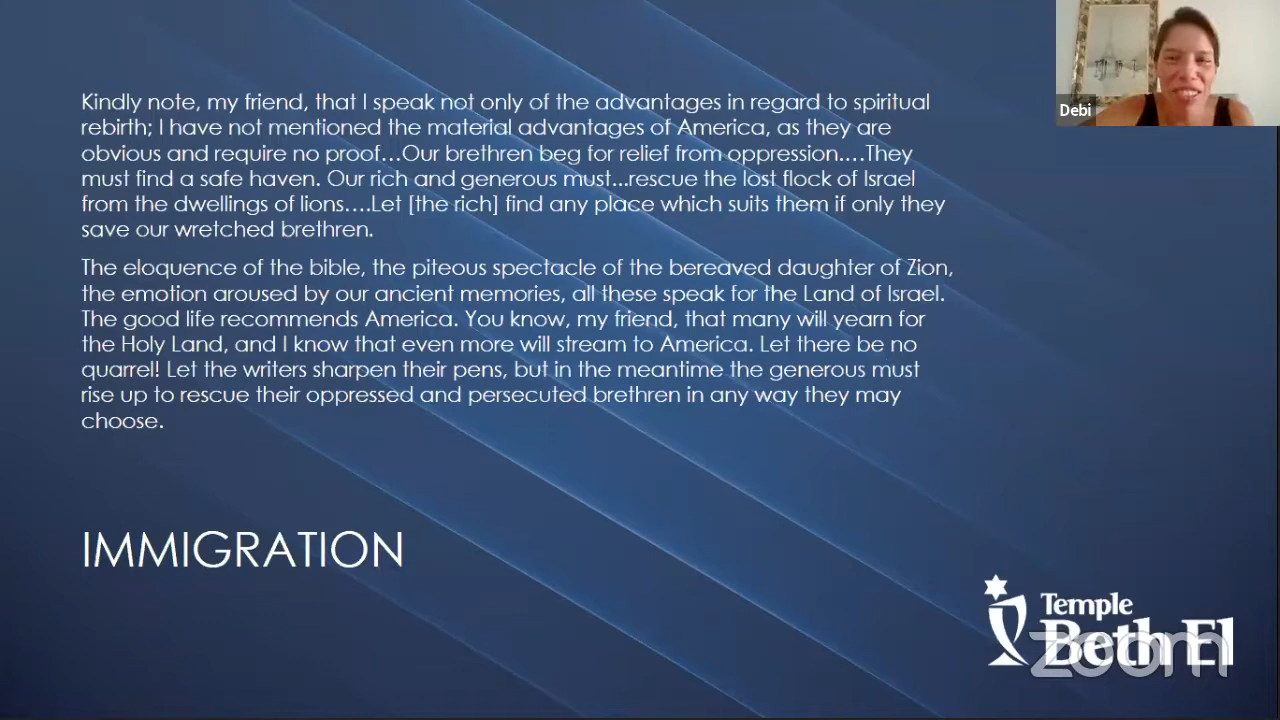 Kindly note, my friend, that I speak not only of the advantages in regard to spiritual
rebirth; I have not mentioned the material advantages of America, as they are
obvious and require no proof…Our brethren beg for relief from oppression.…They
must find a safe haven. Our rich and generous must...rescue the lost flock of Israel
from the dwellings of lions….Let [the rich] find any place which suits them if only they
save our wretched brethren.
The eloquence of the bible, the piteous spectacle of the bereaved daughter of Zion,
the emotion aroused by our ancient memories, all these speak for the Land of Israel.
The good life recommends America. You know, my friend, that many will yearn for
the Holy Land, and I know that even more will stream to America. Let there be no
quarrel! Let the writers sharpen their pens, but in the meantime the generous must
rise up to rescue their oppressed and persecuted brethren in any way they may
choose.
IMMIGRATION
Debi
Temple
Beth El
zoom